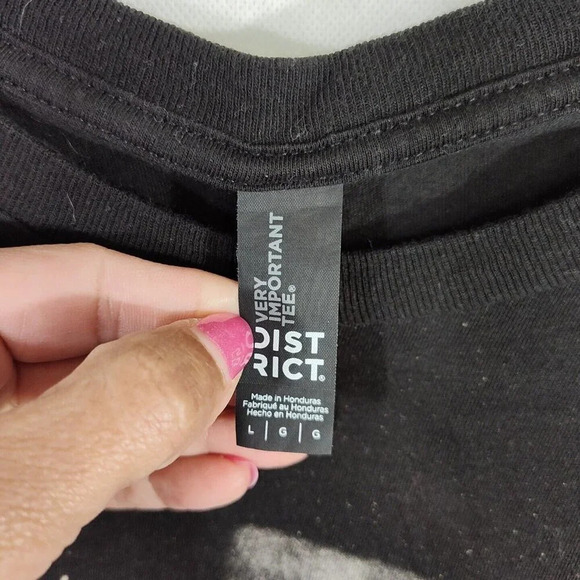 VERY
IMPORTANT
TEE®
DIST
RICT®
Made in Honduras
Fabriqué au Honduras
Hecho en Honduras
L | G | G